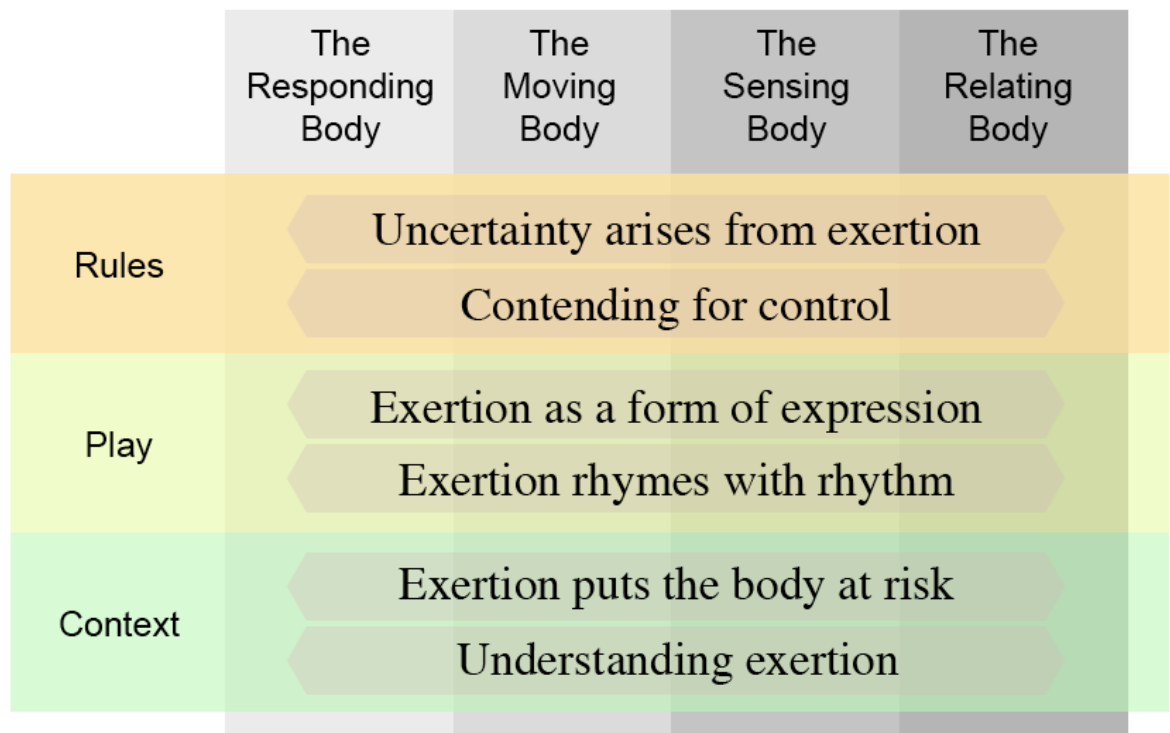 The Responding Body
The Moving Body
The Sensing Body
The Relating Body
Rules
Uncertainty arises from exertion
Contending for control
Play
Exertion as a form of expression
Exertion rhymes with rhythm
Context
Exertion puts the body at risk
Understanding exertion